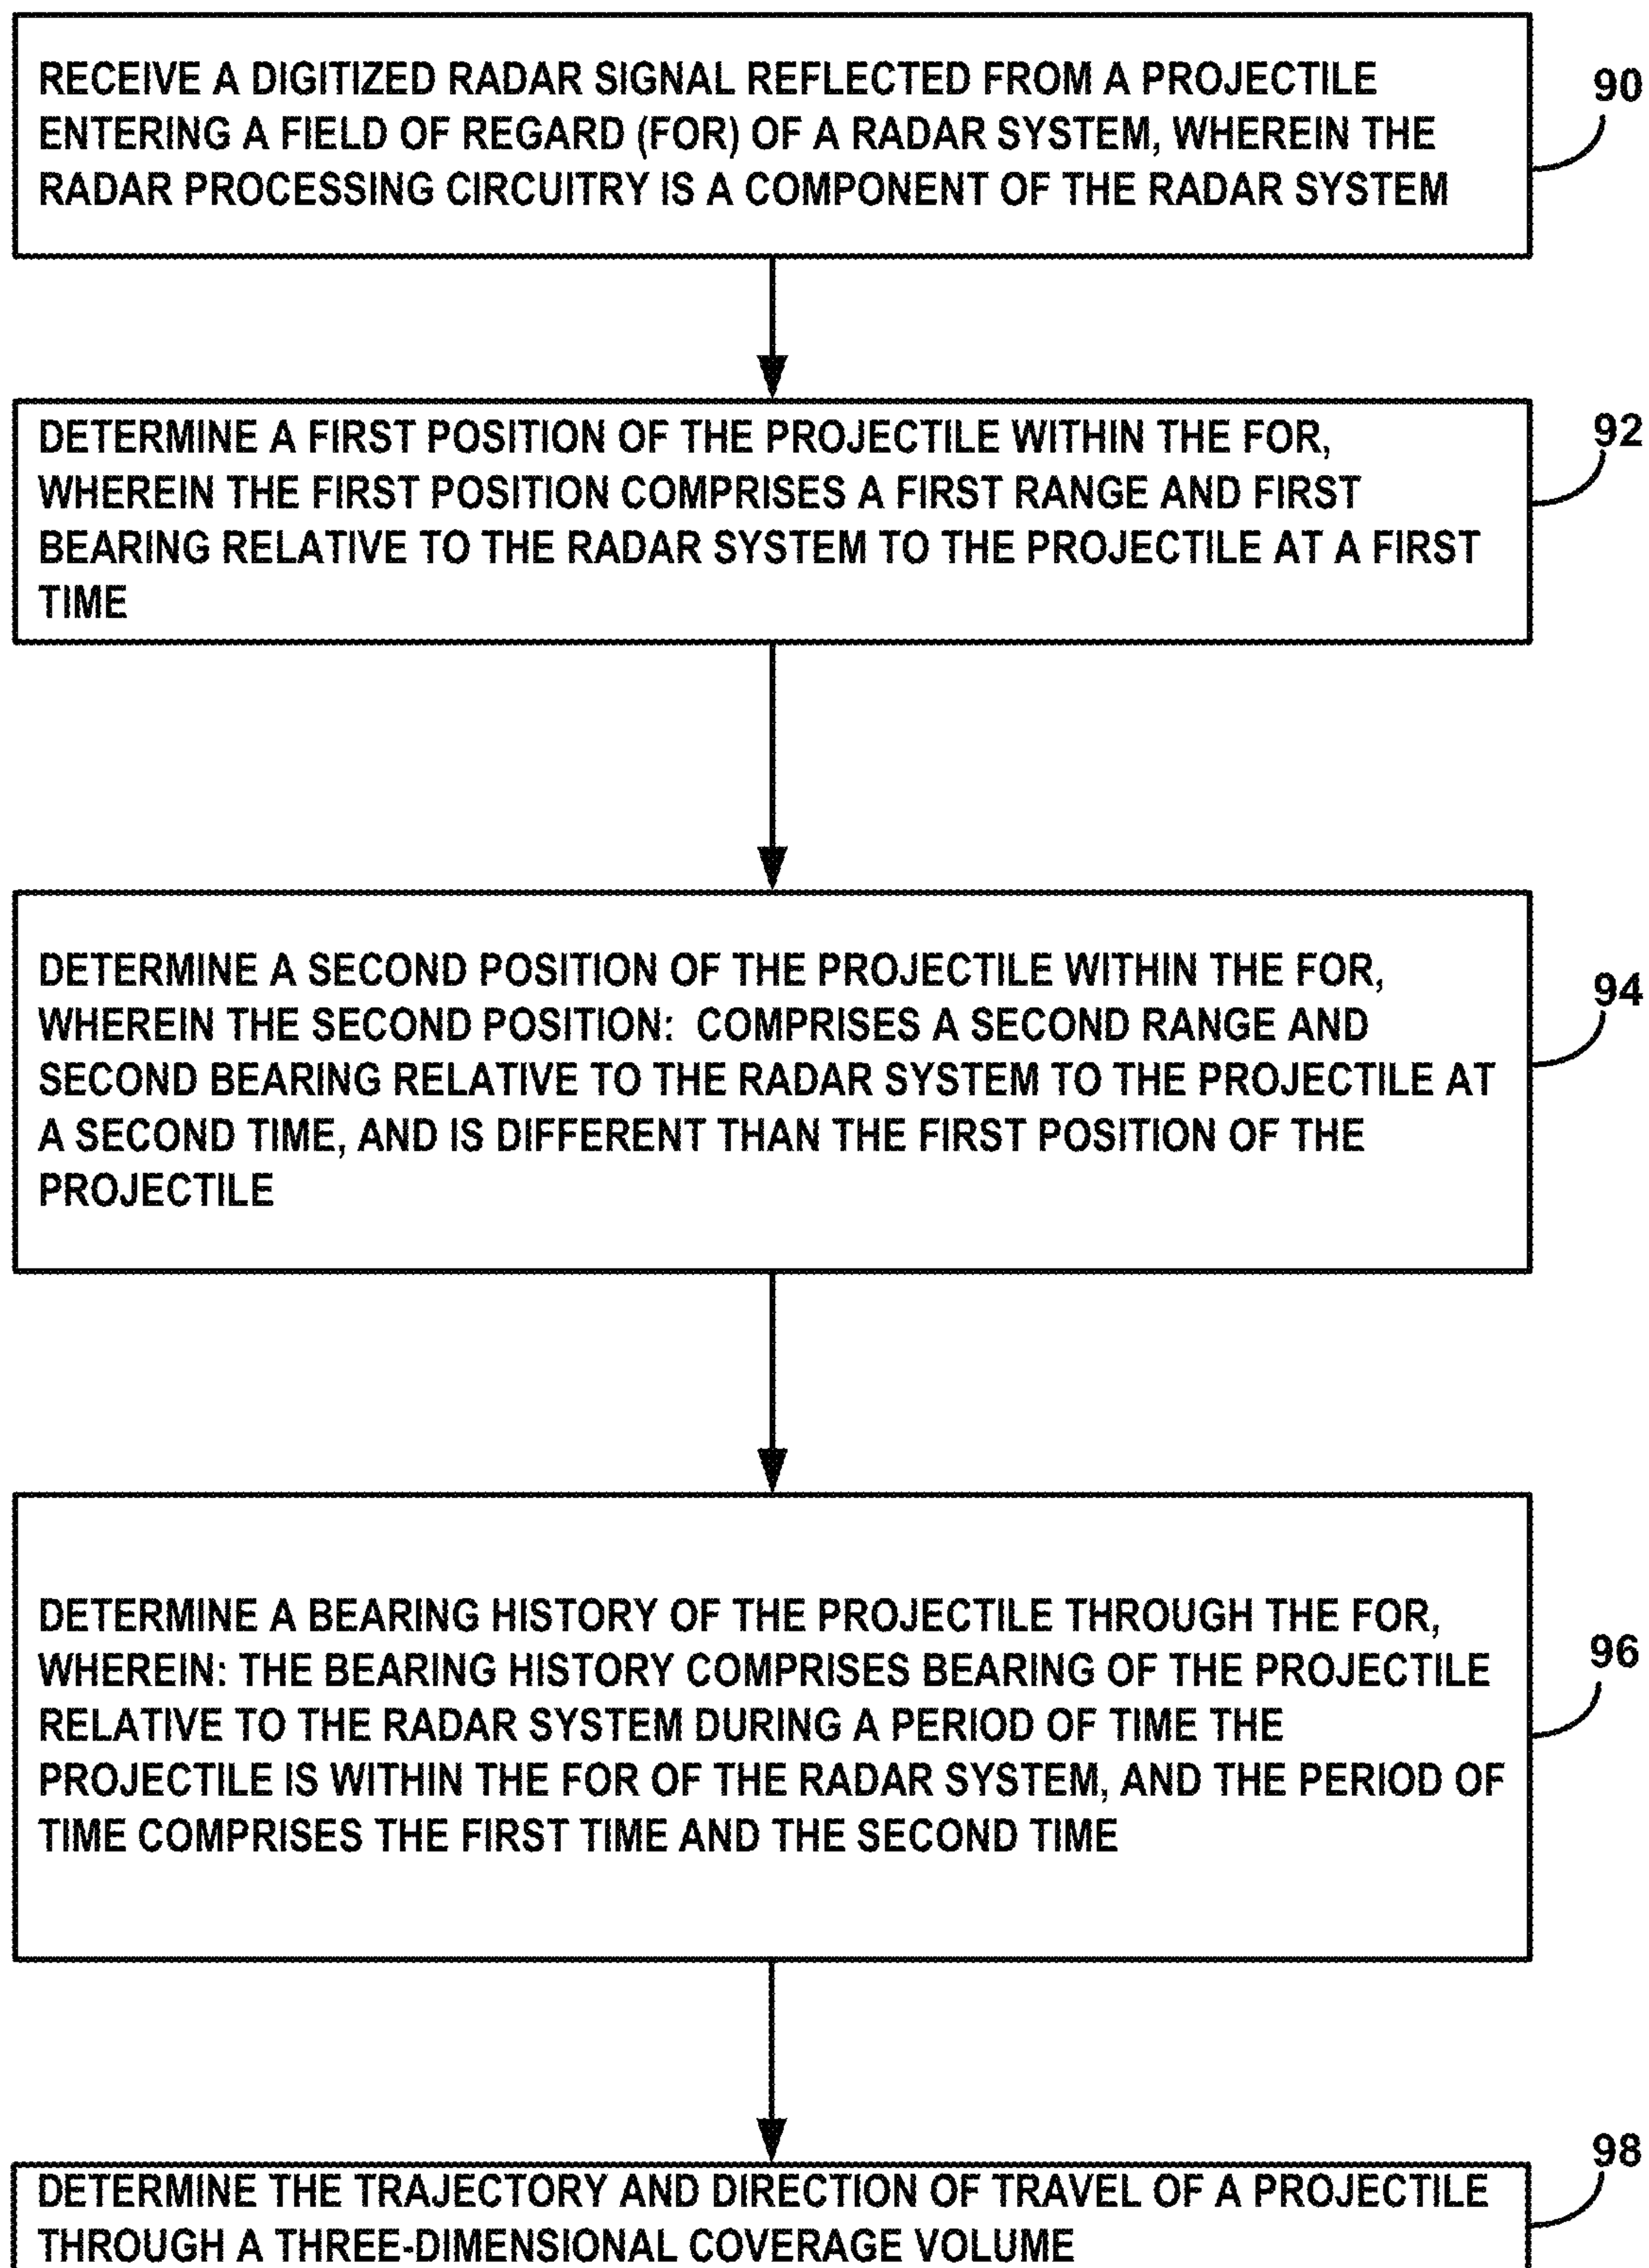 RECEIVE A DIGITIZED RADAR SIGNAL REFLECTED FROM A PROJECTILE
ENTERING A FIELD OF REGARD (FOR) OF A RADAR SYSTEM, WHEREIN THE
RADAR PROCESSING CIRCUITRY IS A COMPONENT OF THE RADAR SYSTEM
90
DETERMINE A FIRST POSITION OF THE PROJECTILE WITHIN THE FOR,
WHEREIN THE FIRST POSITION COMPRISES A FIRST RANGE AND FIRST
BEARING RELATIVE TO THE RADAR SYSTEM TO THE PROJECTILE AT A FIRST
TIME
92
DETERMINE A SECOND POSITION OF THE PROJECTILE WITHIN THE FOR,
WHEREIN THE SECOND POSITION: COMPRISES A SECOND RANGE AND
SECOND BEARING RELATIVE TO THE RADAR SYSTEM TO THE PROJECTILE AT
A SECOND TIME, AND IS DIFFERENT THAN THE FIRST POSITION OF THE
PROJECTILE
94
DETERMINE A BEARING HISTORY OF THE PROJECTILE THROUGH THE FOR,
WHEREIN: THE BEARING HISTORY COMPRISES BEARING OF THE PROJECTILE
RELATIVE TO THE RADAR SYSTEM DURING A PERIOD OF TIME THE
PROJECTILE IS WITHIN THE FOR OF THE RADAR SYSTEM, AND THE PERIOD OF
TIME COMPRISES THE FIRST TIME AND THE SECOND TIME
96
DETERMINE THE TRAJECTORY AND DIRECTION OF TRAVEL OF A PROJECTILE
THROUGH A THREE-DIMENSIONAL COVERAGE VOLUME
98